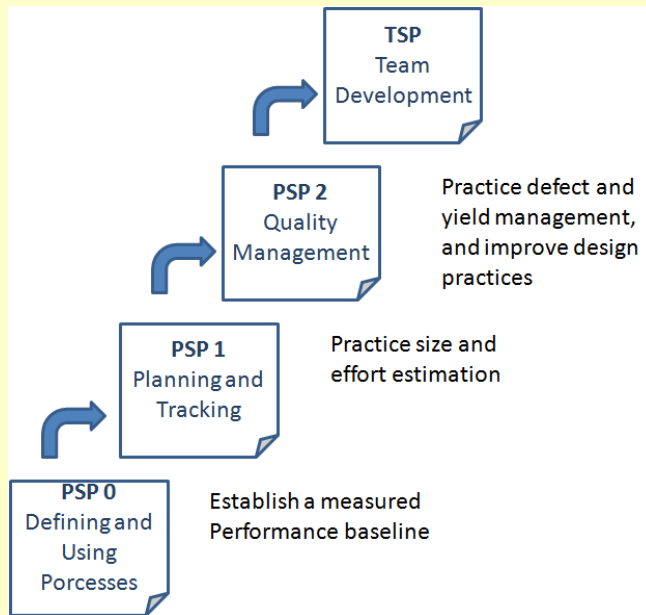 TSP
Team
Development
PSP 2
Quality
Management
Practice defect and
yield management,
and improve design
practices
PSP 1
Planning and
Tracking
Practice size and
effort estimation
PSP 0
Defining and
Using
Porcesses
Establish a measured
Performance baseline